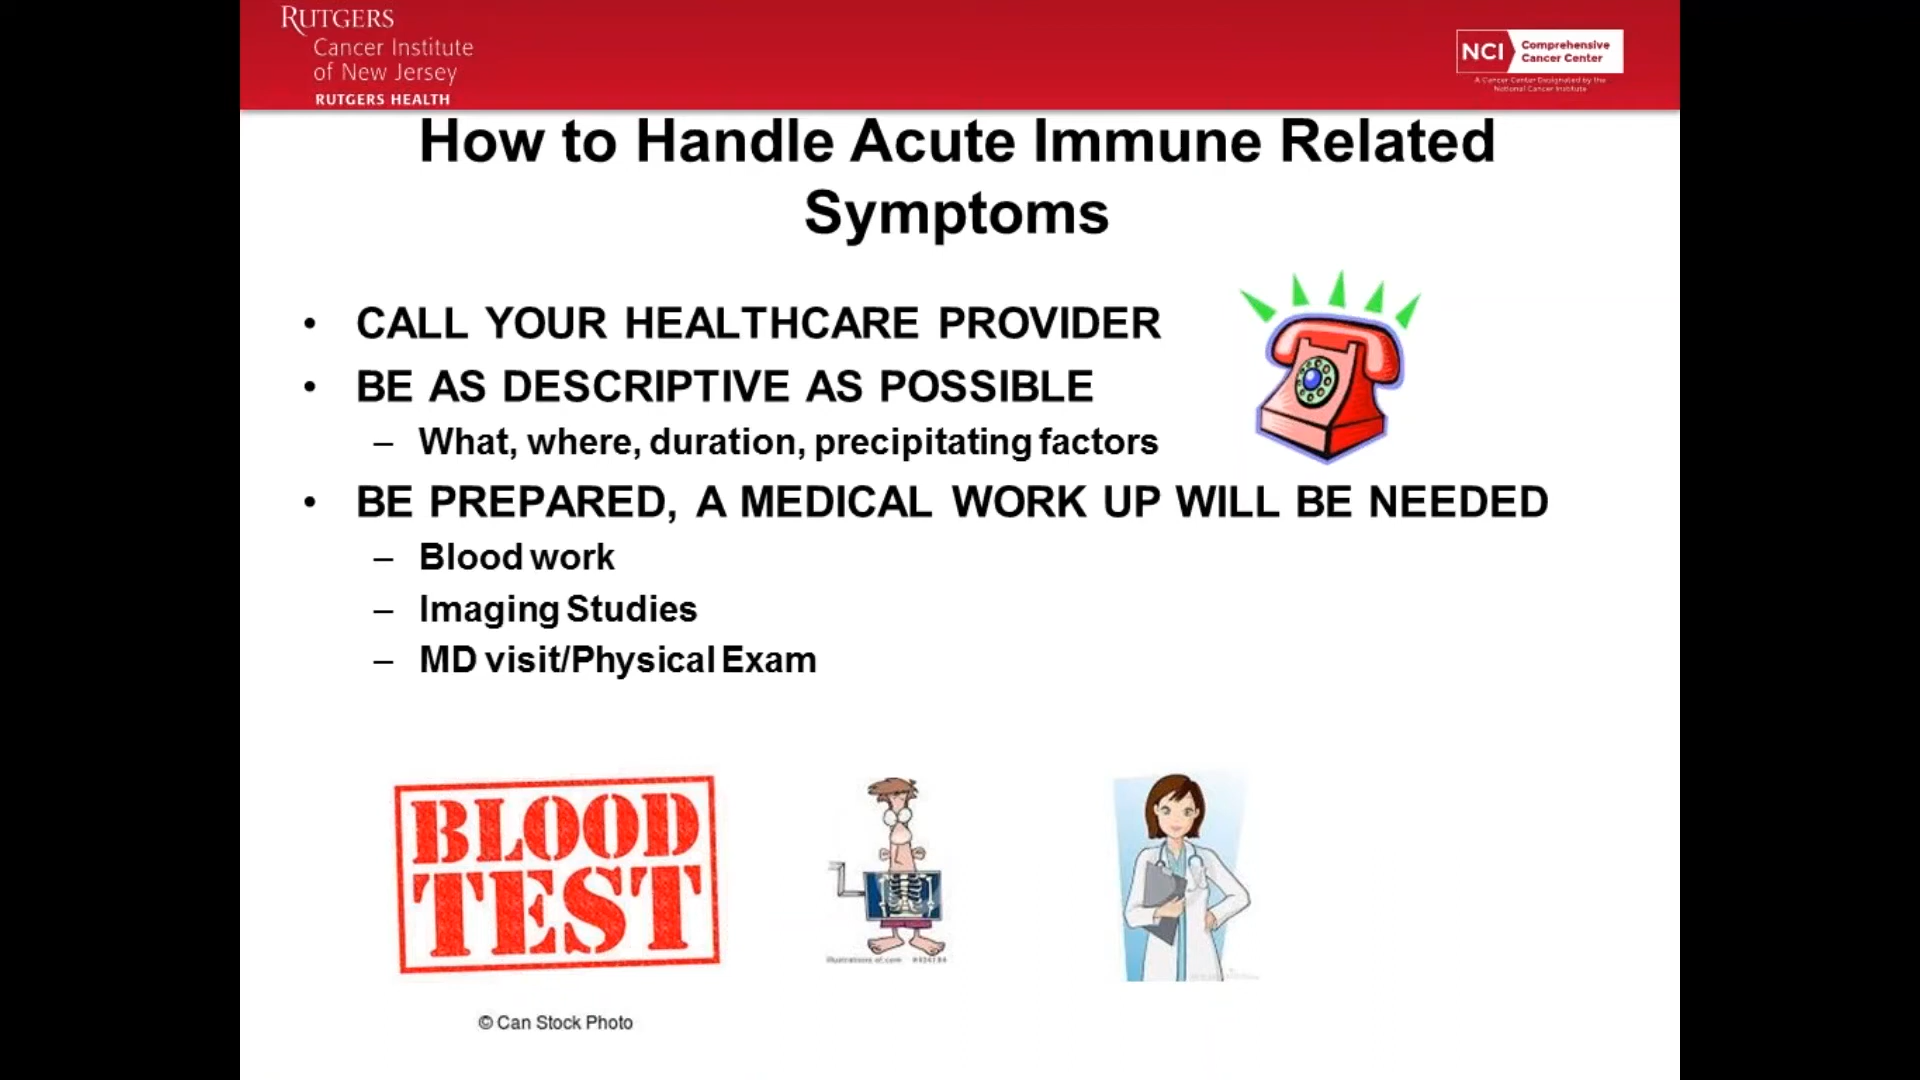 RUTGERS
Cancer Institute
of New Jersey
RUTGERS HEALTH
NCI Comprehensive
Cancer Center
A Cancer Center Designated by the
National Cancer Institute
How to Handle Acute Immune Related
Symptoms
• CALL YOUR HEALTHCARE PROVIDER
• BE AS DESCRIPTIVE AS POSSIBLE
– What, where, duration, precipitating factors
• BE PREPARED, A MEDICAL WORK UP WILL BE NEEDED
– Blood work
– Imaging Studies
– MD visit/Physical Exam
BLOOD
TEST
© Can Stock Photo